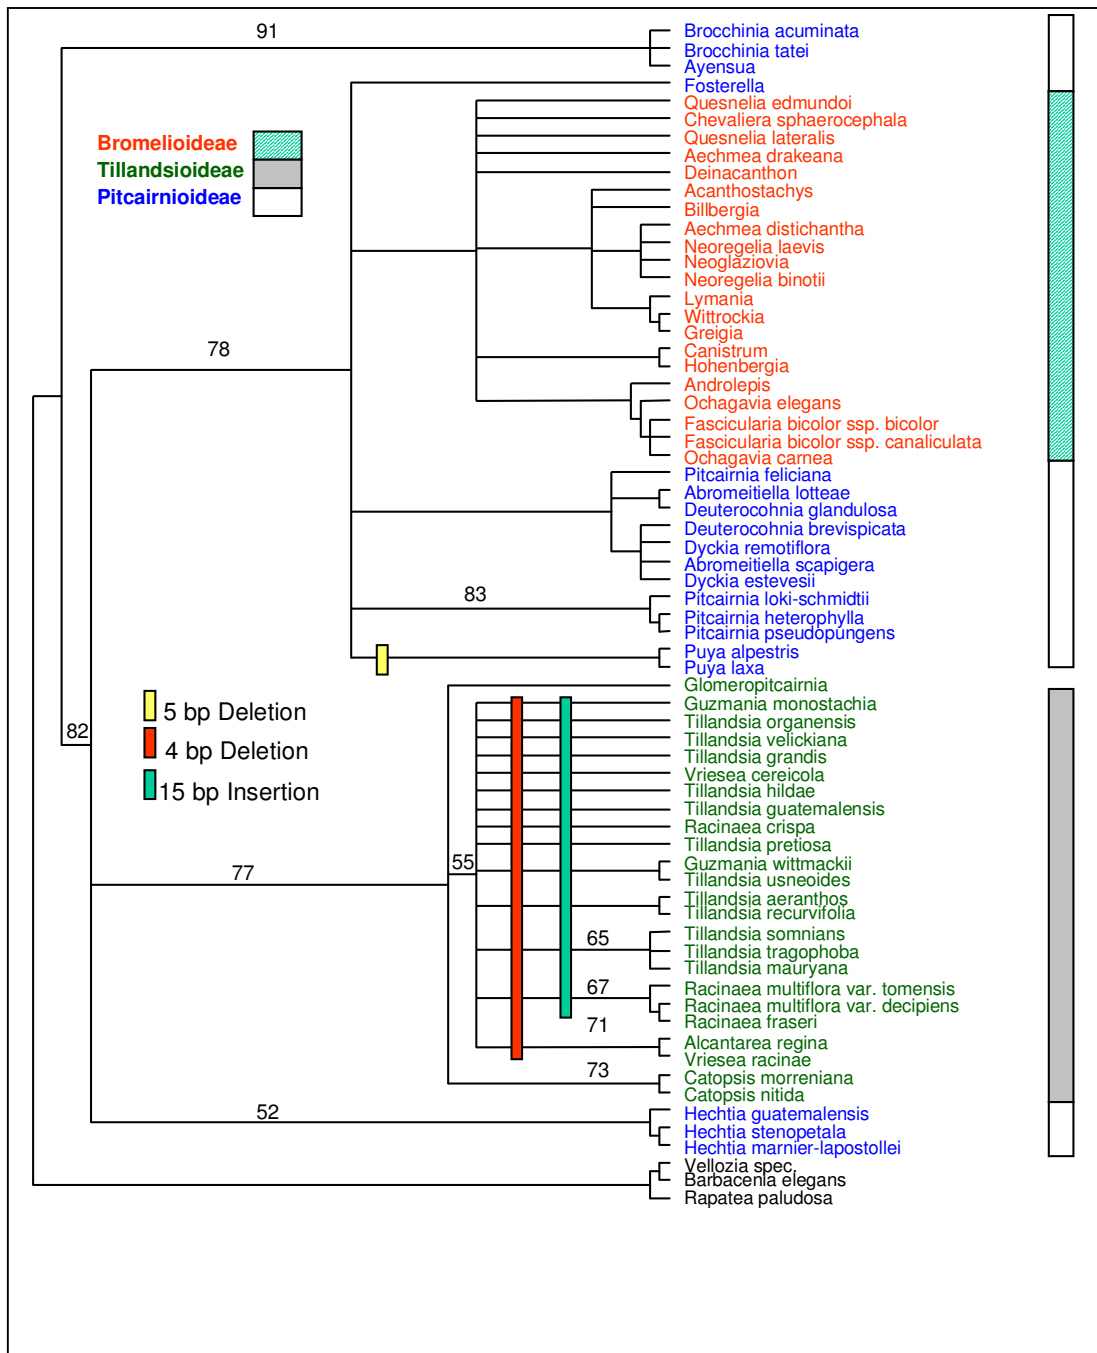 91
Brocchinia acuminata
Brocchinia tatei
Ayensua
Fosterella
Quesnelia edmundoi
Chevaliera sphaerocephala
Quesnelia lateralis
Aechmea drakeana
Deinacanthon
Acanthostachys
Billbergia
Aechmea distichantha
Neoregelia laevis
Neoglaziovia
Neoregelia binotii
Lymania
Wittrockia
Greigia
Canistrum
Hohenbergia
Androlepis
Ochagavia elegans
Fascicularia bicolor ssp. bicolor
Fascicularia bicolor ssp. canaliculata
Ochagavia carnea
Bromelioideae
Tillandsioideae
Pitcairnioideae
78
Pitcairnia feliciana
Abromeitiella lotteae
Deuterocohnia glandulosa
Deuterocohnia brevispicata
Dyckia remotiflora
Abromeitiella scapigera
Dyckia estevesii
83
Pitcairnia loki-schmidtii
Pitcairnia heterophylla
Pitcairnia pseudopungens
Puya alpestris
Puya laxa
82
5 bp Deletion
4 bp Deletion
15 bp Insertion
Glomeropitcairnia
Guzmania monostachia
Tillandsia organensis
Tillandsia velickiana
Tillandsia grandis
Vriesea cereicola
Tillandsia hildae
Tillandsia guatemalensis
Racinaea crispa
Tillandsia pretiosa
77
55
Guzmania wittmackii
Tillandsia usneoides
Tillandsia aeranthos
Tillandsia recurvifolia
65
Tillandsia somnians
Tillandsia tragophoba
Tillandsia mauryana
67
Racinaea multiflora var. tomensis
Racinaea multiflora var. decipiens
Racinaea fraseri
71
Alcantarea regina
Vriesea racinae
73
Catopsis morreniana
Catopsis nitida
52
Hechtia guatemalensis
Hechtia stenopetala
Hechtia marnier-lapostollei
Vellozia spec.
Barbacenia elegans
Rapatea paludosa